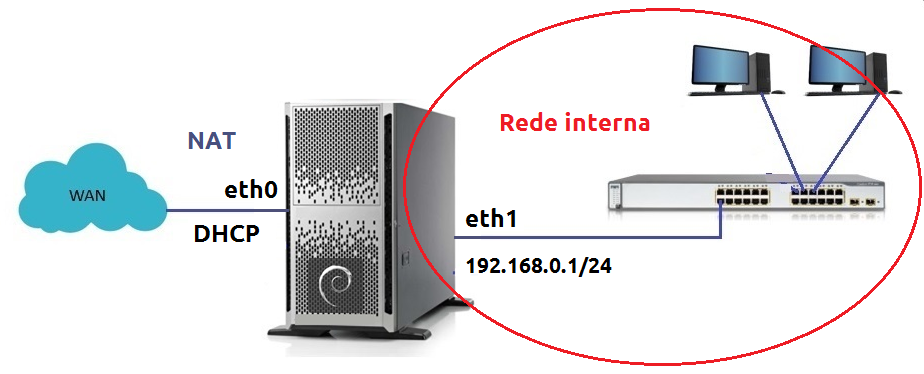 NAT
WAN
eth0
DHCP
Rede interna
eth1
192.168.0.1/24